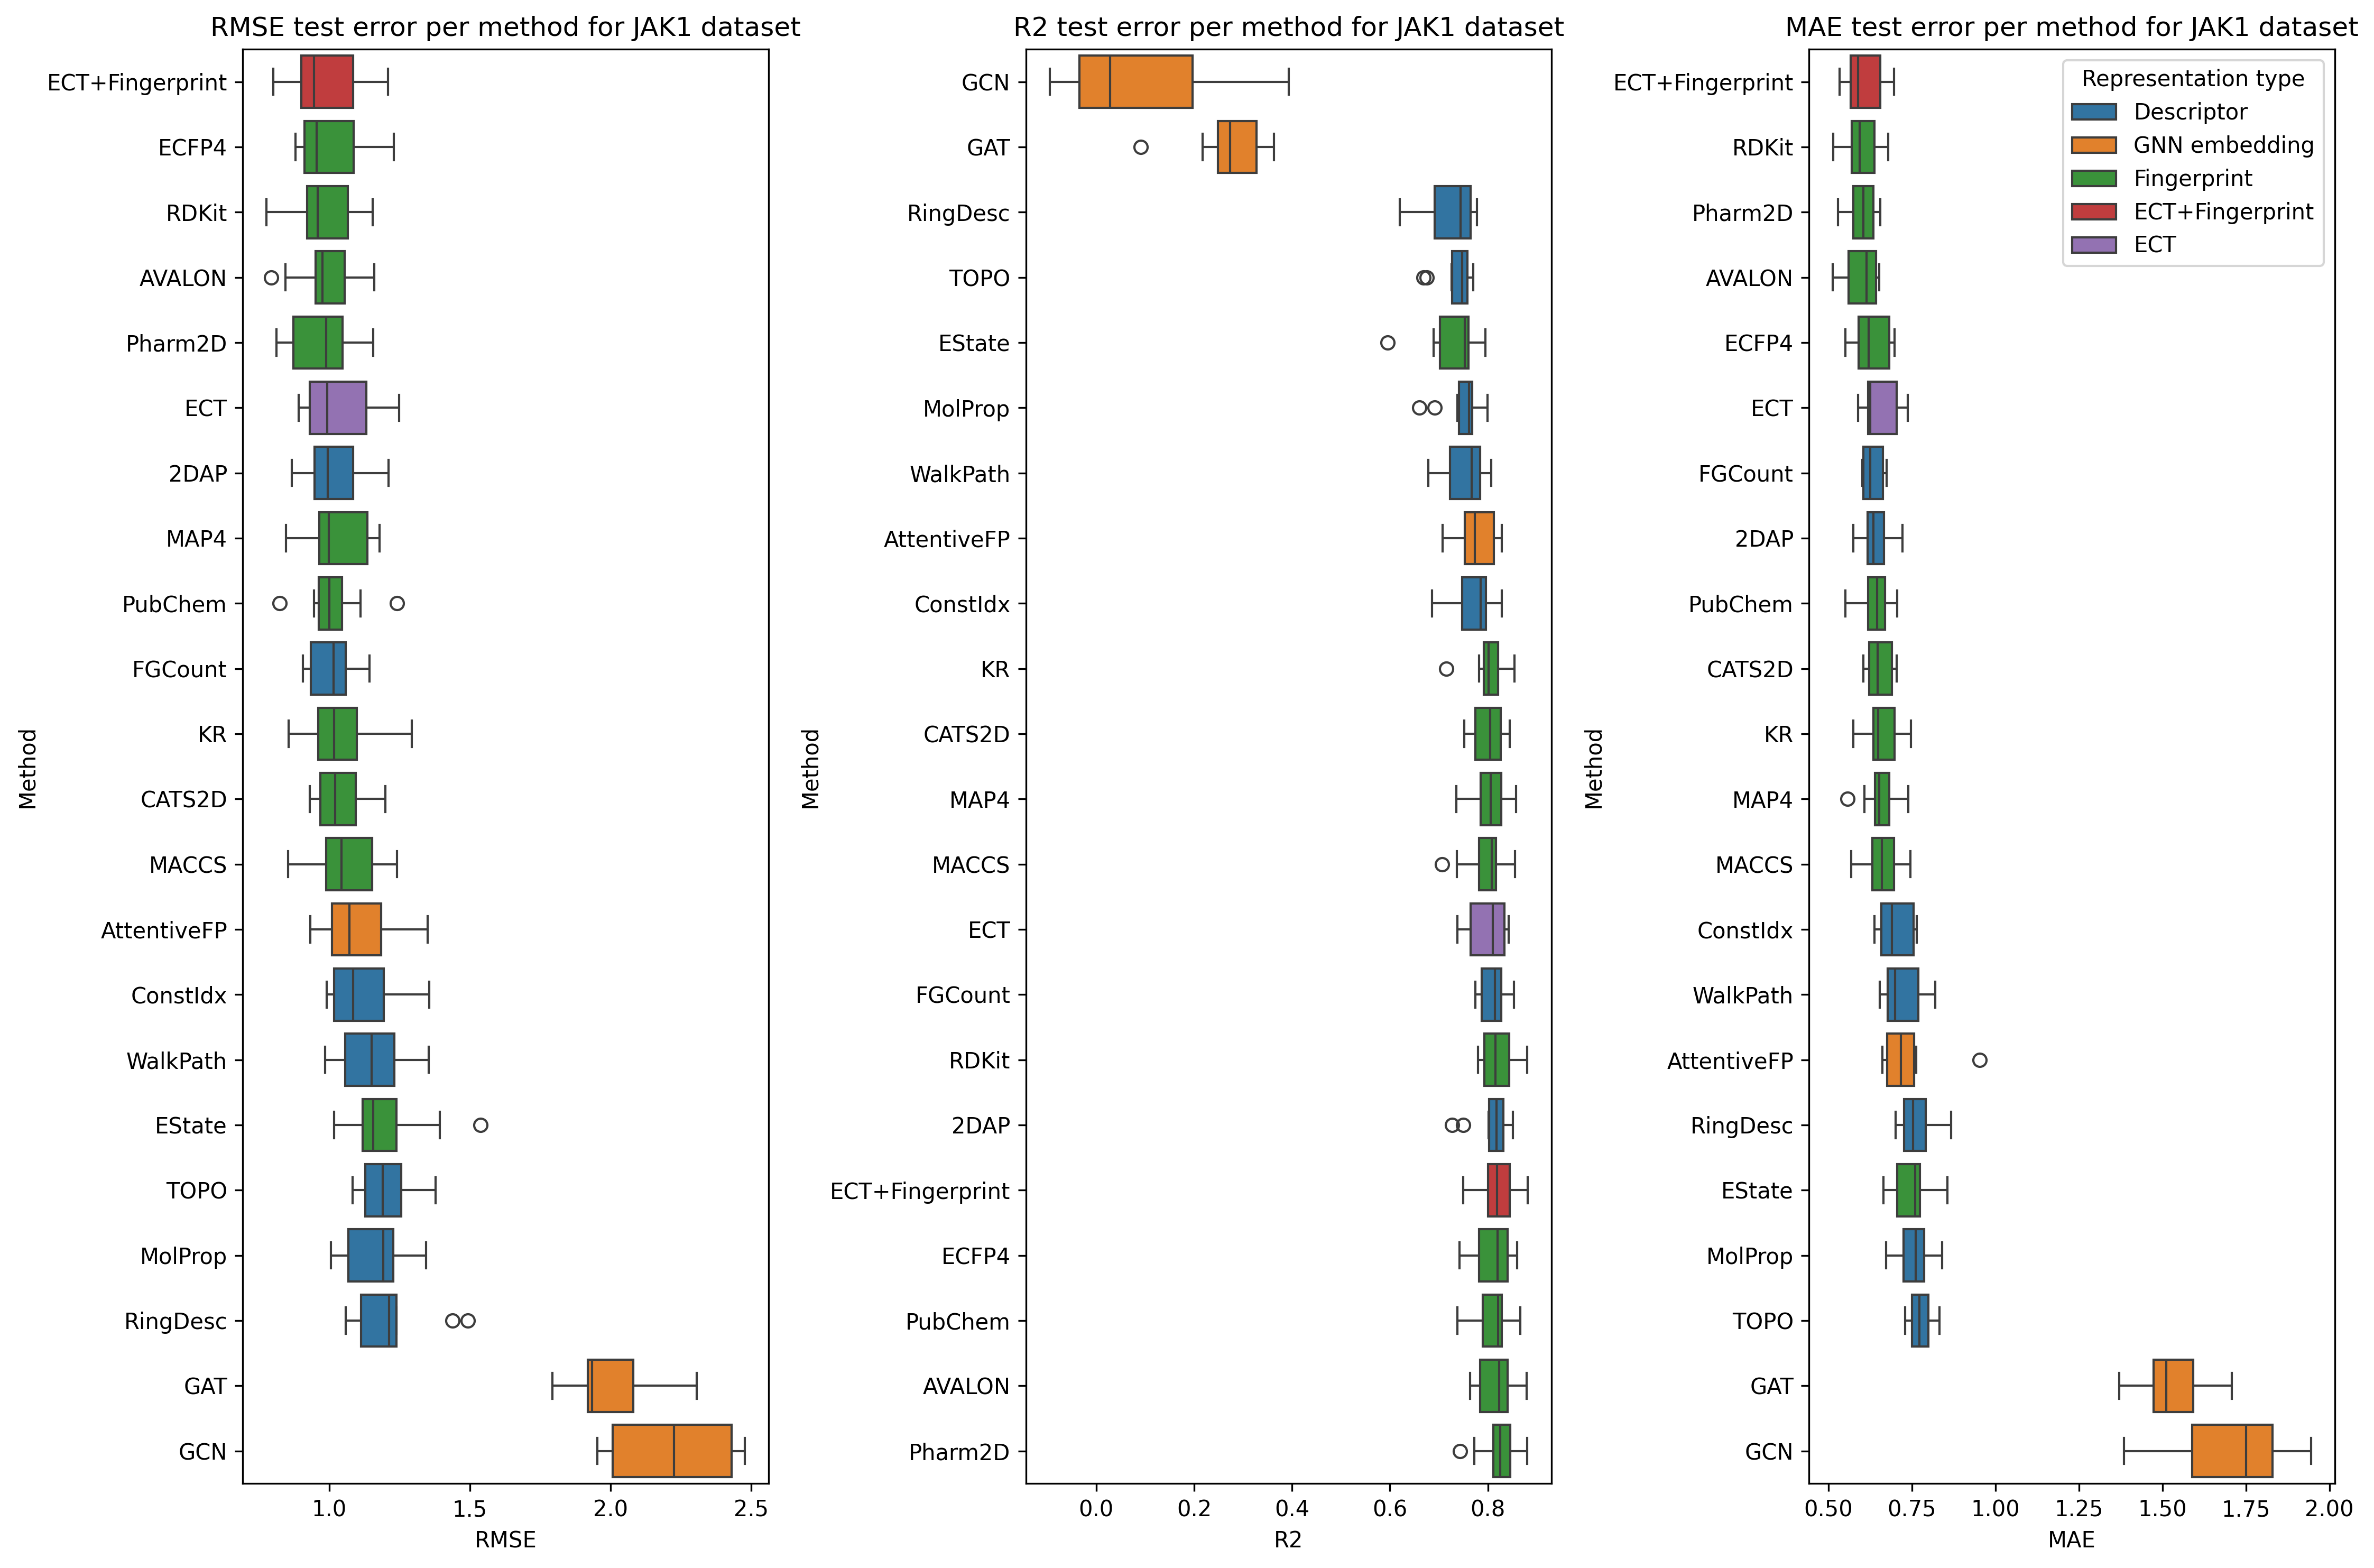 RMSE test error per method for JAK1 dataset
Method
ECT+Fingerprint
ECFP4
RDKit
AVALON
Pharm2D
ECT
2DAP
MAP4
PubChem
FGCount
KR
CATS2D
MACCS
AttentiveFP
ConstIdx
WalkPath
EState
TOPO
MolProp
RingDesc
GAT
GCN
1.0 1.5 2.0 2.5
RMSE
R2 test error per method for JAK1 dataset
Method
GCN
GAT
RingDesc
TOPO
EState
MolProp
WalkPath
AttentiveFP
ConstIdx
KR
CATS2D
MAP4
MACCS
ECT
FGCount
RDKit
2DAP
ECT+Fingerprint
ECFP4
PubChem
AVALON
Pharm2D
0.0 0.2 0.4 0.6 0.8
R2
MAE test error per method for JAK1 dataset
Method
ECT+Fingerprint
RDKit
Pharm2D
AVALON
ECFP4
ECT
FGCount
2DAP
PubChem
CATS2D
KR
MAP4
MACCS
ConstIdx
WalkPath
AttentiveFP
RingDesc
EState
MolProp
TOPO
GAT
GCN
0.50 0.75 1.00 1.25 1.50 1.75 2.00
MAE
Representation type
Descriptor
GNN embedding
Fingerprint
ECT+Fingerprint
ECT